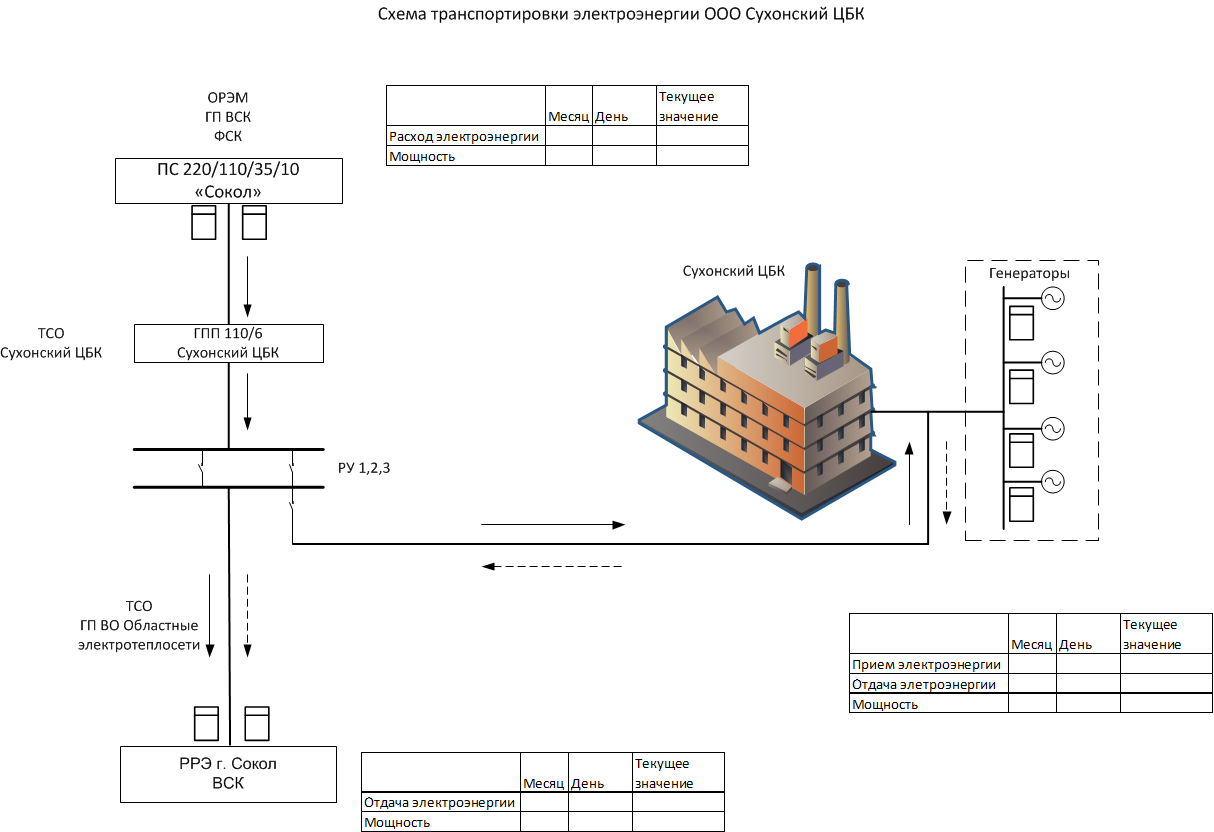 Схема транспортировки электроэнергии ООО Сухонский ЦБК
ОРЭМ
ГП ВСК
ФСК
ПС 220/110/35/10
«Сокол»
Месяц День Текущее значение
Расход электроэнергии
Мощность
ТСО
Сухонский ЦБК
ГПП 110/6
Сухонский ЦБК
Сухонский ЦБК
Генераторы
РУ 1,2,3
ТСО
ГП ВО Областные
электротеплосети
Месяц День Текущее значение
Прием электроэнергии
Отдача элетроэнергии
Мощность
РРЭ г. Сокол
ВСК
Месяц День Текущее значение
Отдача электроэнергии
Мощность